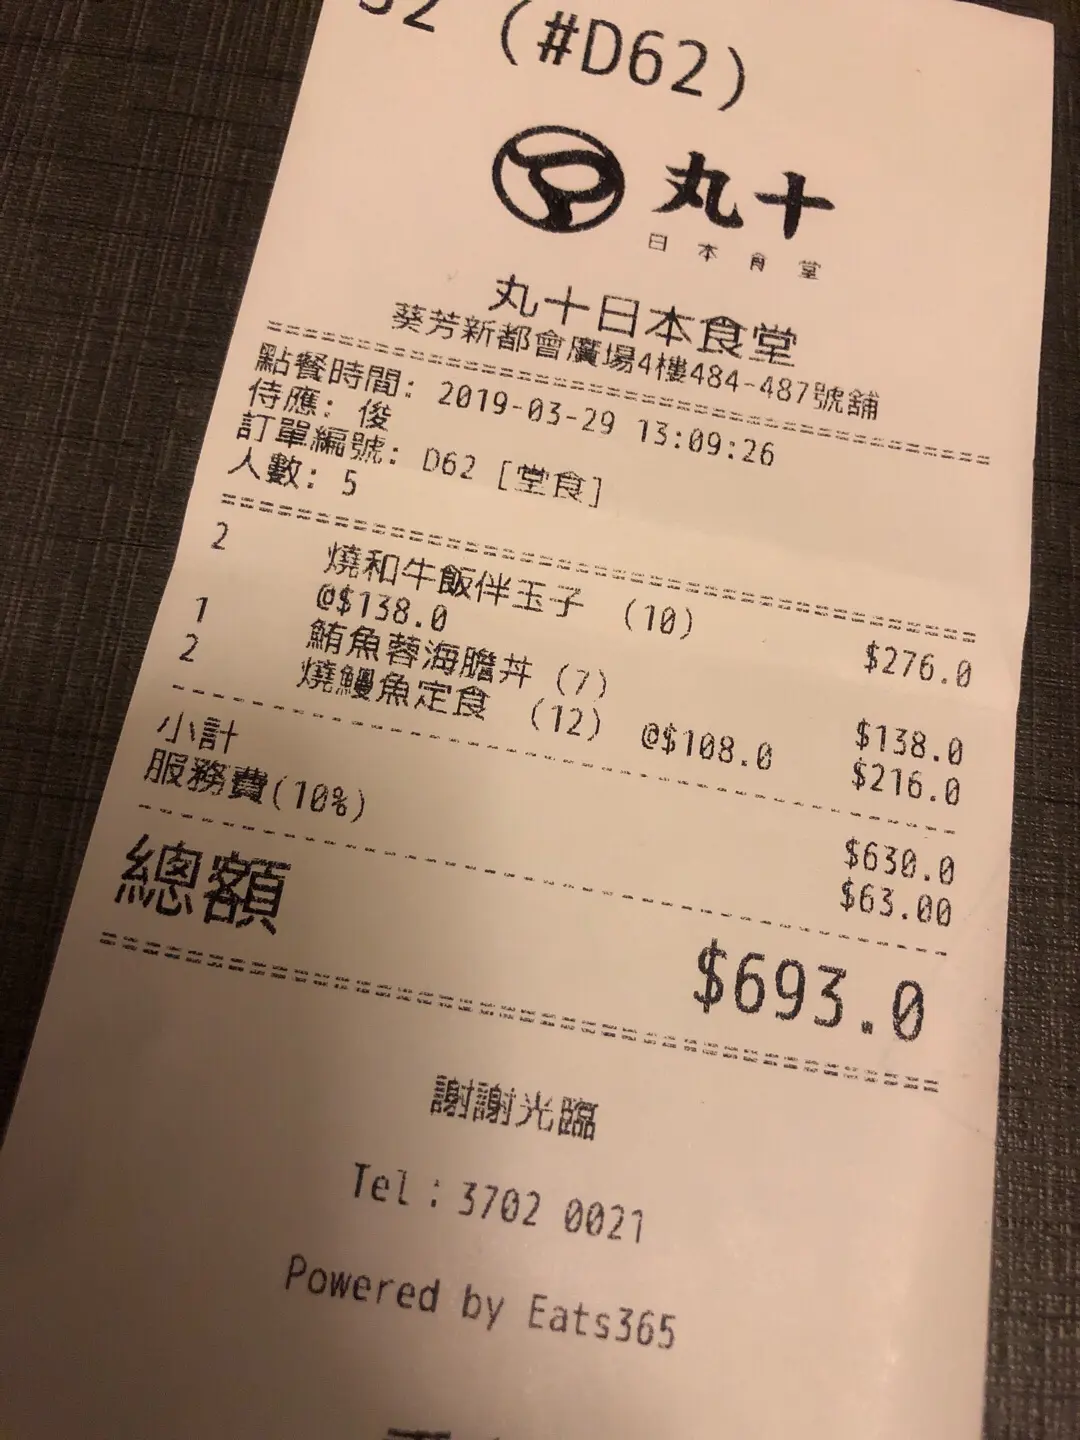 (#D62)
丸十
日本食堂
丸十日本食堂
葵芳新都會廣場4樓484-487號舖
點餐時間: 2019-03-29 13:09:26
侍應: 俊
訂單編號: D62 [堂食]
人數: 5
2 燒和牛飯伴玉子 (10) $276.0
@$138.0
1 鮪魚蓉海膽丼 (7) $138.0
2 燒鰻魚定食 (12) @$108.0 $216.0
小計 $630.0
服務費(10%) $63.00
總額 $693.0
謝謝光臨
Tel：3702 0021
Powered by Eats365